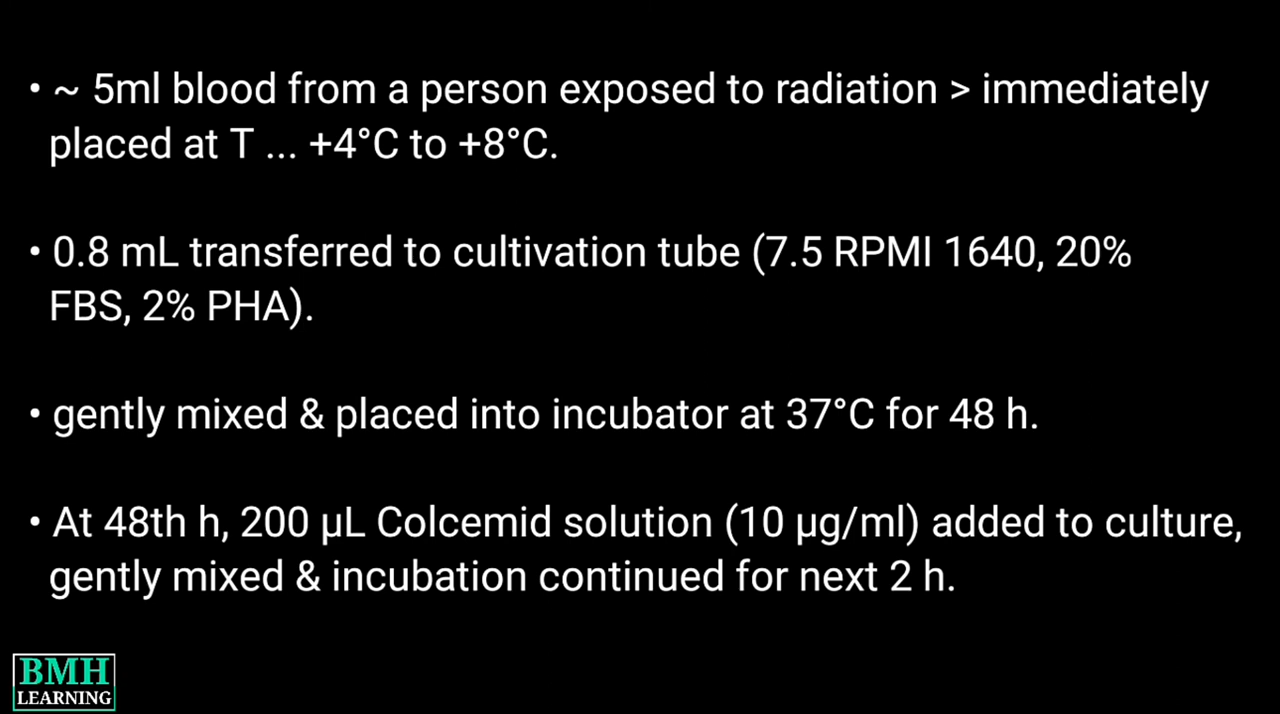 • ~ 5ml blood from a person exposed to radiation > immediately
placed at T ... +4°C to +8°C.
• 0.8 mL transferred to cultivation tube (7.5 RPMI 1640, 20%
FBS, 2% PHA).
• gently mixed & placed into incubator at 37°C for 48 h.
• At 48th h, 200 µL Colcemid solution (10 µg/ml) added to culture,
gently mixed & incubation continued for next 2 h.
BMH
LEARNING